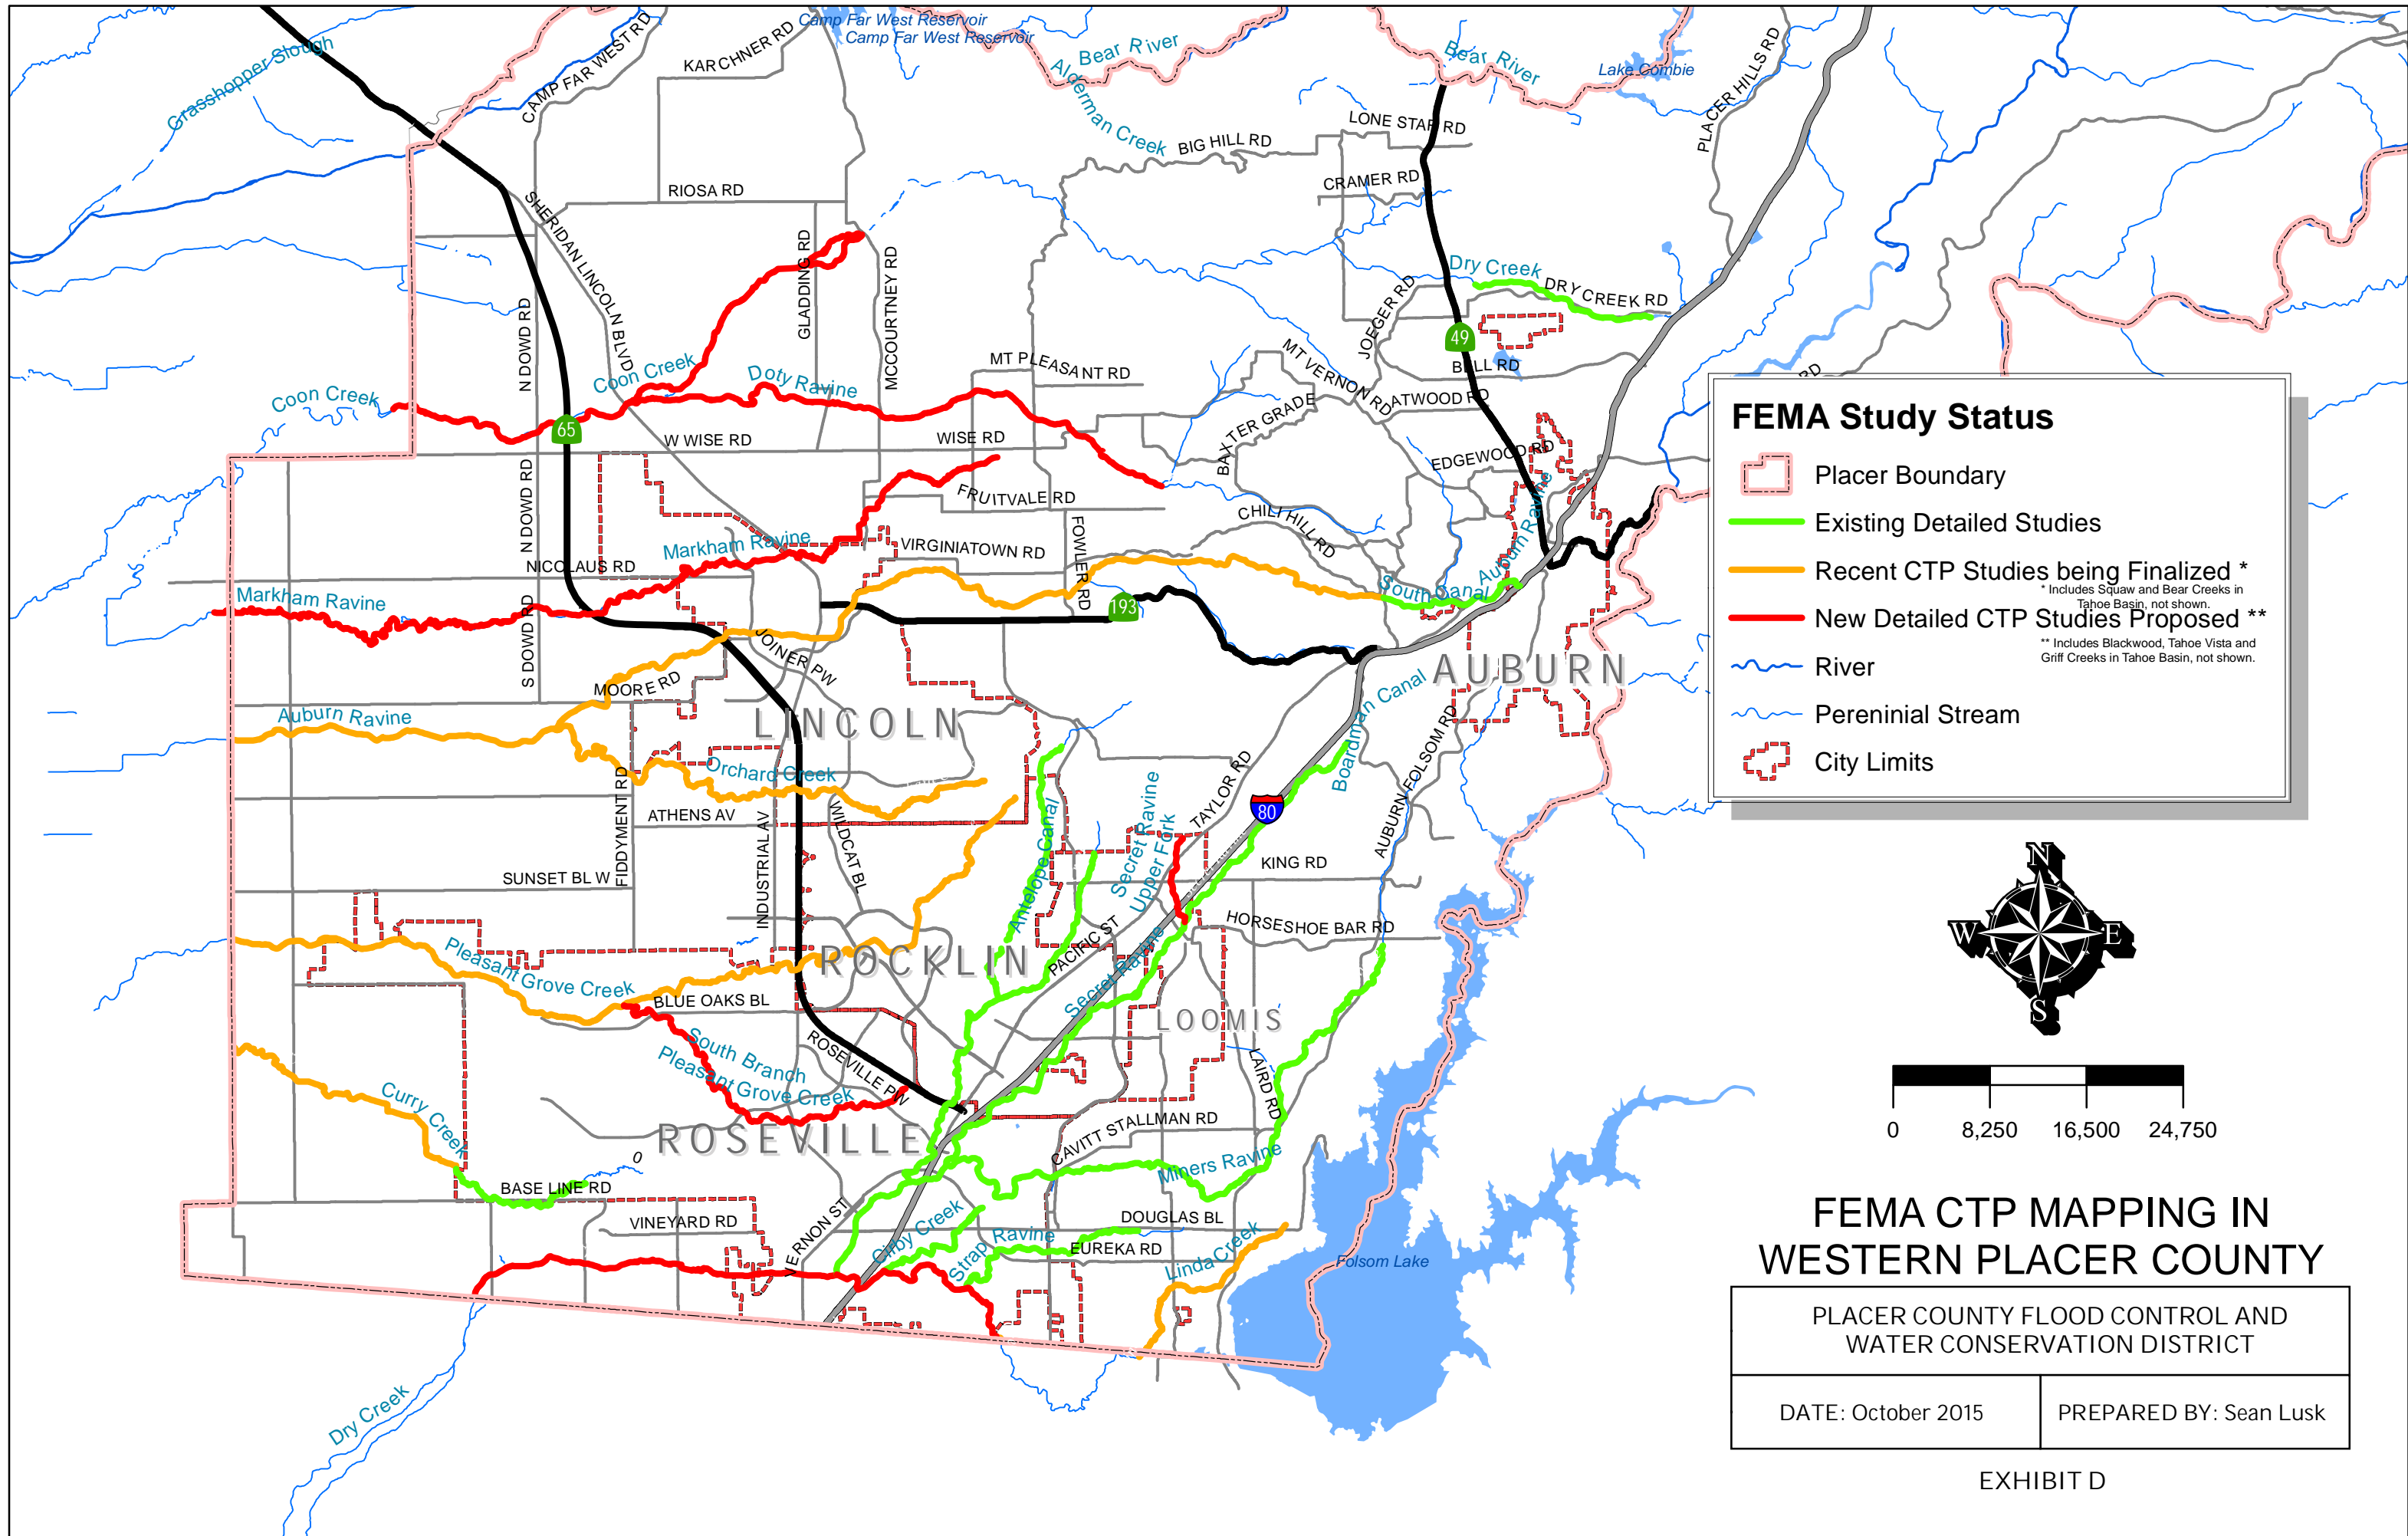 Camp Far West Reservoir
Camp Far West Reservoir
Grasshopper Slough
CAMP FAR WEST RD
KARCHNER RD
Bear River
Alderman Creek
Bear River
Lake Combie
PLACER HILLS RD
LONE STAR RD
BIG HILL RD
CRAMER RD
RIOSA RD
SHERIDAN LINCOLN BLVD
GLADDING RD
MCCOURTNEY RD
N DOWD RD
JOEGER RD
Dry Creek
DRY CREEK RD
49
BELL RD
MT VERNON RD
ATWOOD RD
MT PLEASANT RD
BAXTER GRADE
EDGEWOOD RD
Coon Creek
Coon Creek
Doty Ravine
65
W WISE RD
WISE RD
N DOWD RD
FRUITVALE RD
FOWLER RD
CHILI HILL RD
Auburn Ravine
South Canal
Markham Ravine
VIRGINIATOWN RD
NICOLAUS RD
Markham Ravine
193
S DOWD RD
JOINER PW
MOORE RD
Auburn Ravine
LINCOLN
AUBURN
Boardman Canal
AUBURN FOLSOM RD
Orchard Creek
FIDDYMENT RD
ATHENS AV
INDUSTRIAL AV
WILDCAT BL
Antelope Canal
Secret Ravine
Upper Fork
TAYLOR RD
80
KING RD
SUNSET BL W
HORSESHOE BAR RD
PACIFIC ST
Secret Ravine
ROCKLIN
Pleasant Grove Creek
BLUE OAKS BL
LOOMIS
South Branch
Pleasant Grove Creek
ROSEVILLE PW
LAIRD RD
Curry Creek
ROSEVILLE
CAVITT STALLMAN RD
Miners Ravine
0
BASE LINE RD
VINEYARD RD
VERNON ST
Cirby Creek
Strap Ravine
DOUGLAS BL
EUREKA RD
Linda Creek
Folsom Lake
Dry Creek
RD
FEMA Study Status
Placer Boundary
Existing Detailed Studies
Recent CTP Studies being Finalized *
* Includes Squaw and Bear Creeks in
Tahoe Basin, not shown.
New Detailed CTP Studies Proposed **
** Includes Blackwood, Tahoe Vista and
Griff Creeks in Tahoe Basin, not shown.
River
Pereninial Stream
City Limits
N
W
E
S
0 8,250 16,500 24,750
FEMA CTP MAPPING IN
WESTERN PLACER COUNTY
PLACER COUNTY FLOOD CONTROL AND
WATER CONSERVATION DISTRICT
DATE: October 2015
PREPARED BY: Sean Lusk
EXHIBIT D